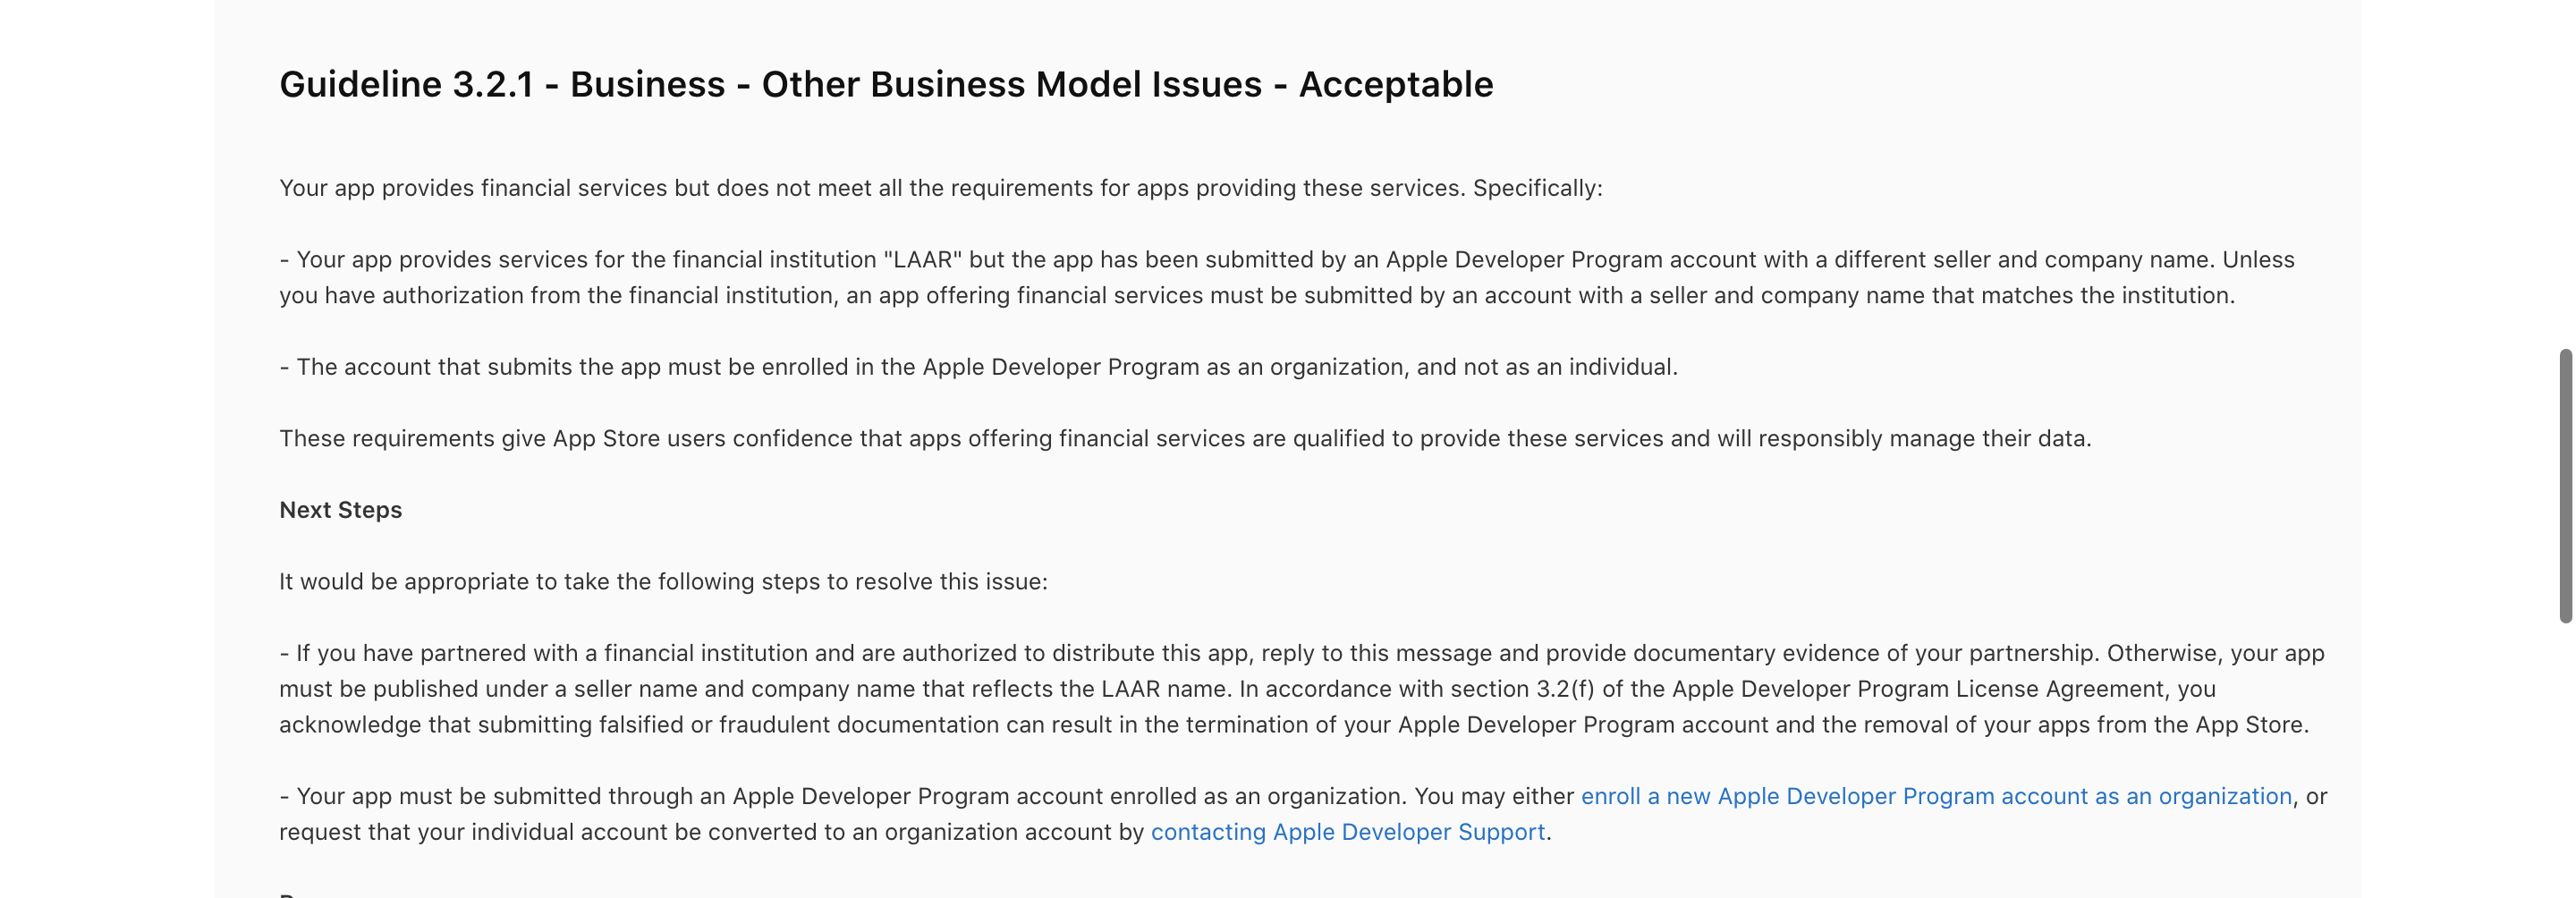 Guideline 3.2.1 - Business - Other Business Model Issues - Acceptable
Your app provides financial services but does not meet all the requirements for apps providing these services. Specifically:
- Your app provides services for the financial institution "LAAR" but the app has been submitted by an Apple Developer Program account with a different seller and company name. Unless
you have authorization from the financial institution, an app offering financial services must be submitted by an account with a seller and company name that matches the institution.
- The account that submits the app must be enrolled in the Apple Developer Program as an organization, and not as an individual.
These requirements give App Store users confidence that apps offering financial services are qualified to provide these services and will responsibly manage their data.
Next Steps
It would be appropriate to take the following steps to resolve this issue:
- If you have partnered with a financial institution and are authorized to distribute this app, reply to this message and provide documentary evidence of your partnership. Otherwise, your app
must be published under a seller name and company name that reflects the LAAR name. In accordance with section 3.2(f) of the Apple Developer Program License Agreement, you
acknowledge that submitting falsified or fraudulent documentation can result in the termination of your Apple Developer Program account and the removal of your apps from the App Store.
- Your app must be submitted through an Apple Developer Program account enrolled as an organization. You may either enroll a new Apple Developer Program account as an organization, or
request that your individual account be converted to an organization account by contacting Apple Developer Support.